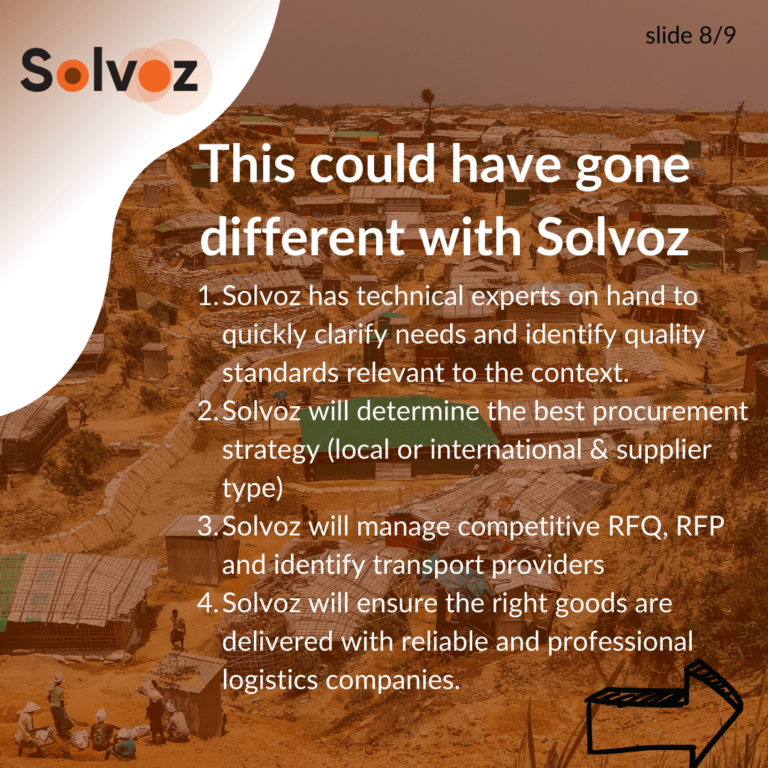 Solvoz
slide 8/9
This could have gone
different with Solvoz
1. Solvoz has technical experts on hand to
quickly clarify needs and identify quality
standards relevant to the context.
2. Solvoz will determine the best procurement
strategy (local or international & supplier
type)
3. Solvoz will manage competitive RFQ, RFP
and identify transport providers
4. Solvoz will ensure the right goods are
delivered with reliable and professional
logistics companies.